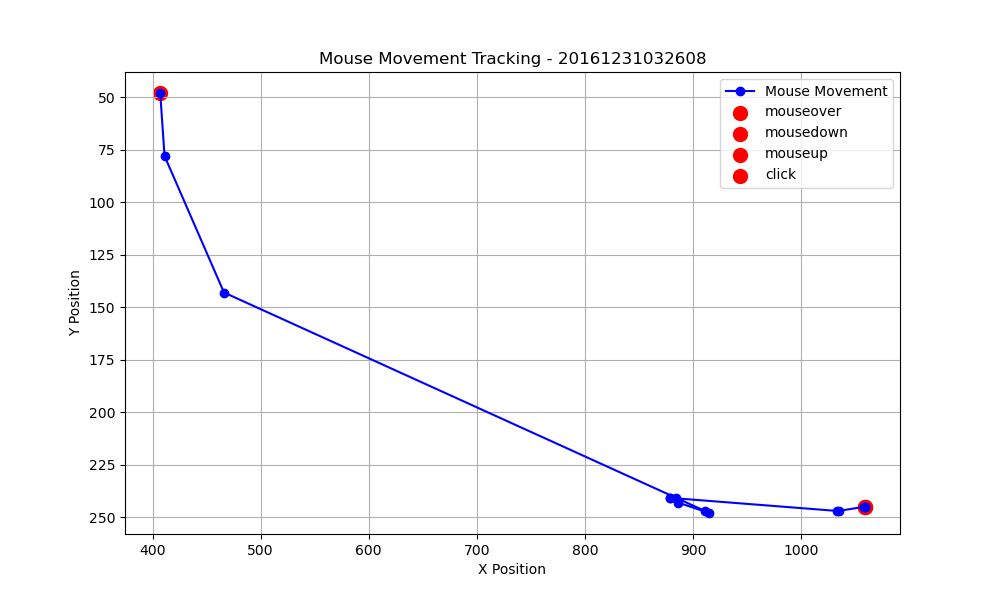 Mouse Movement Tracking - 20161231032608
Mouse Movement
mouseover
mousedown
mouseup
click
50
75
100
125
150
175
200
225
250
Y Position
400
500
600
700
800
900
1000
X Position